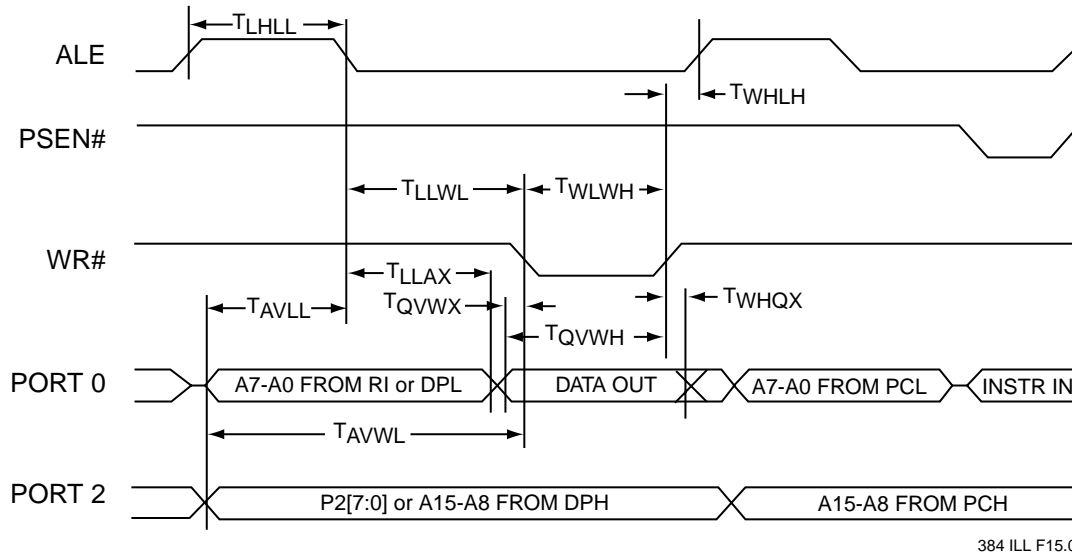 TLHLL
ALE
TWHLH
PSEN#
TLLWL
TWLWH
WR#
TLLAX
TAVLL
TQVWX
TWHQX
TQVWH
PORT 0
A7-A0 FROM RI or DPL
DATA OUT
A7-A0 FROM PCL
INSTR IN
TAVWL
PORT 2
P2[7:0] or A15-A8 FROM DPH
A15-A8 FROM PCH
384 ILL F15.0